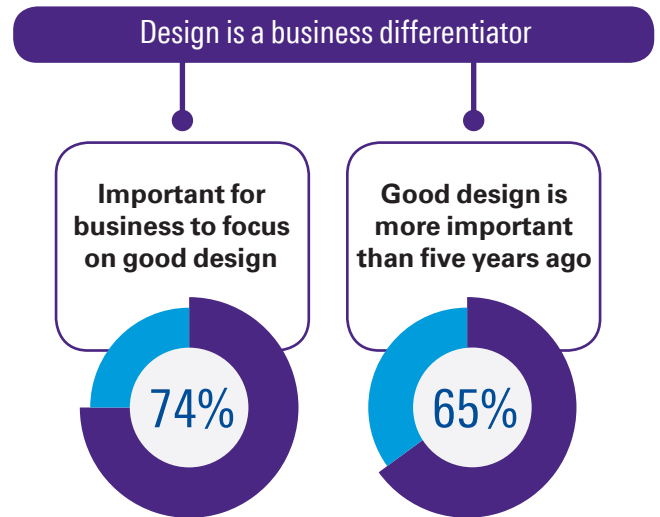 Design is a business differentiator
Important for
business to focus
on good design
74%
Good design is
more important
than five years ago
65%